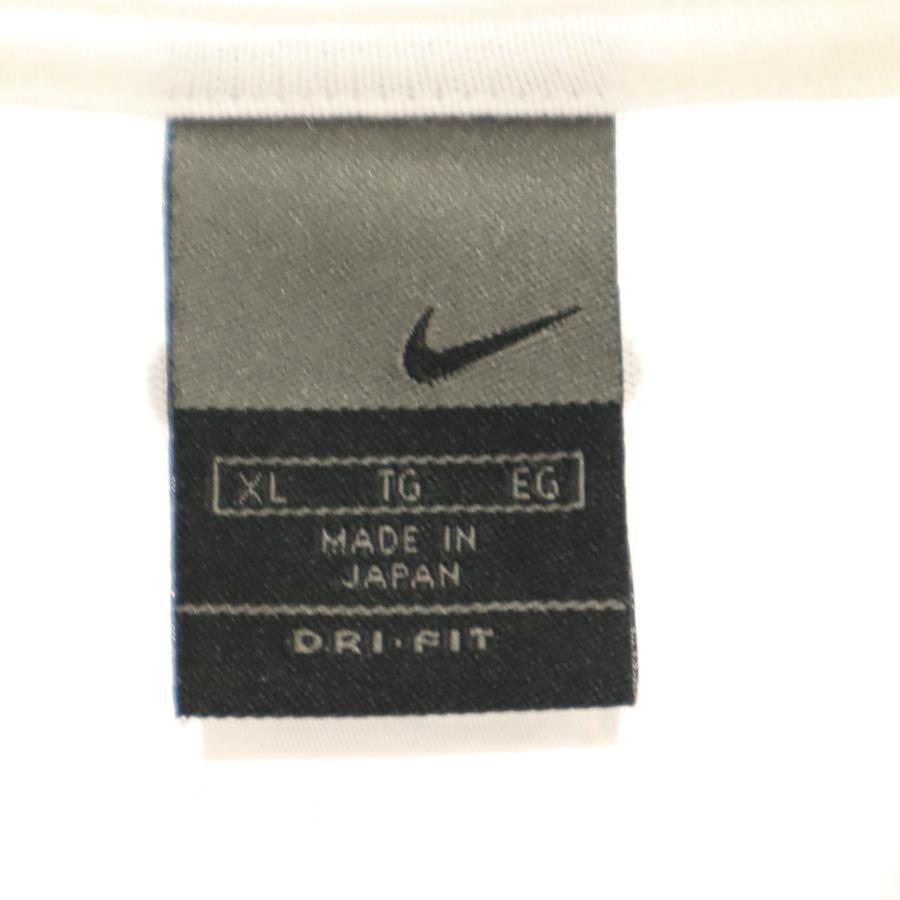 XL TG EG
MADE IN
JAPAN
DRI·FIT